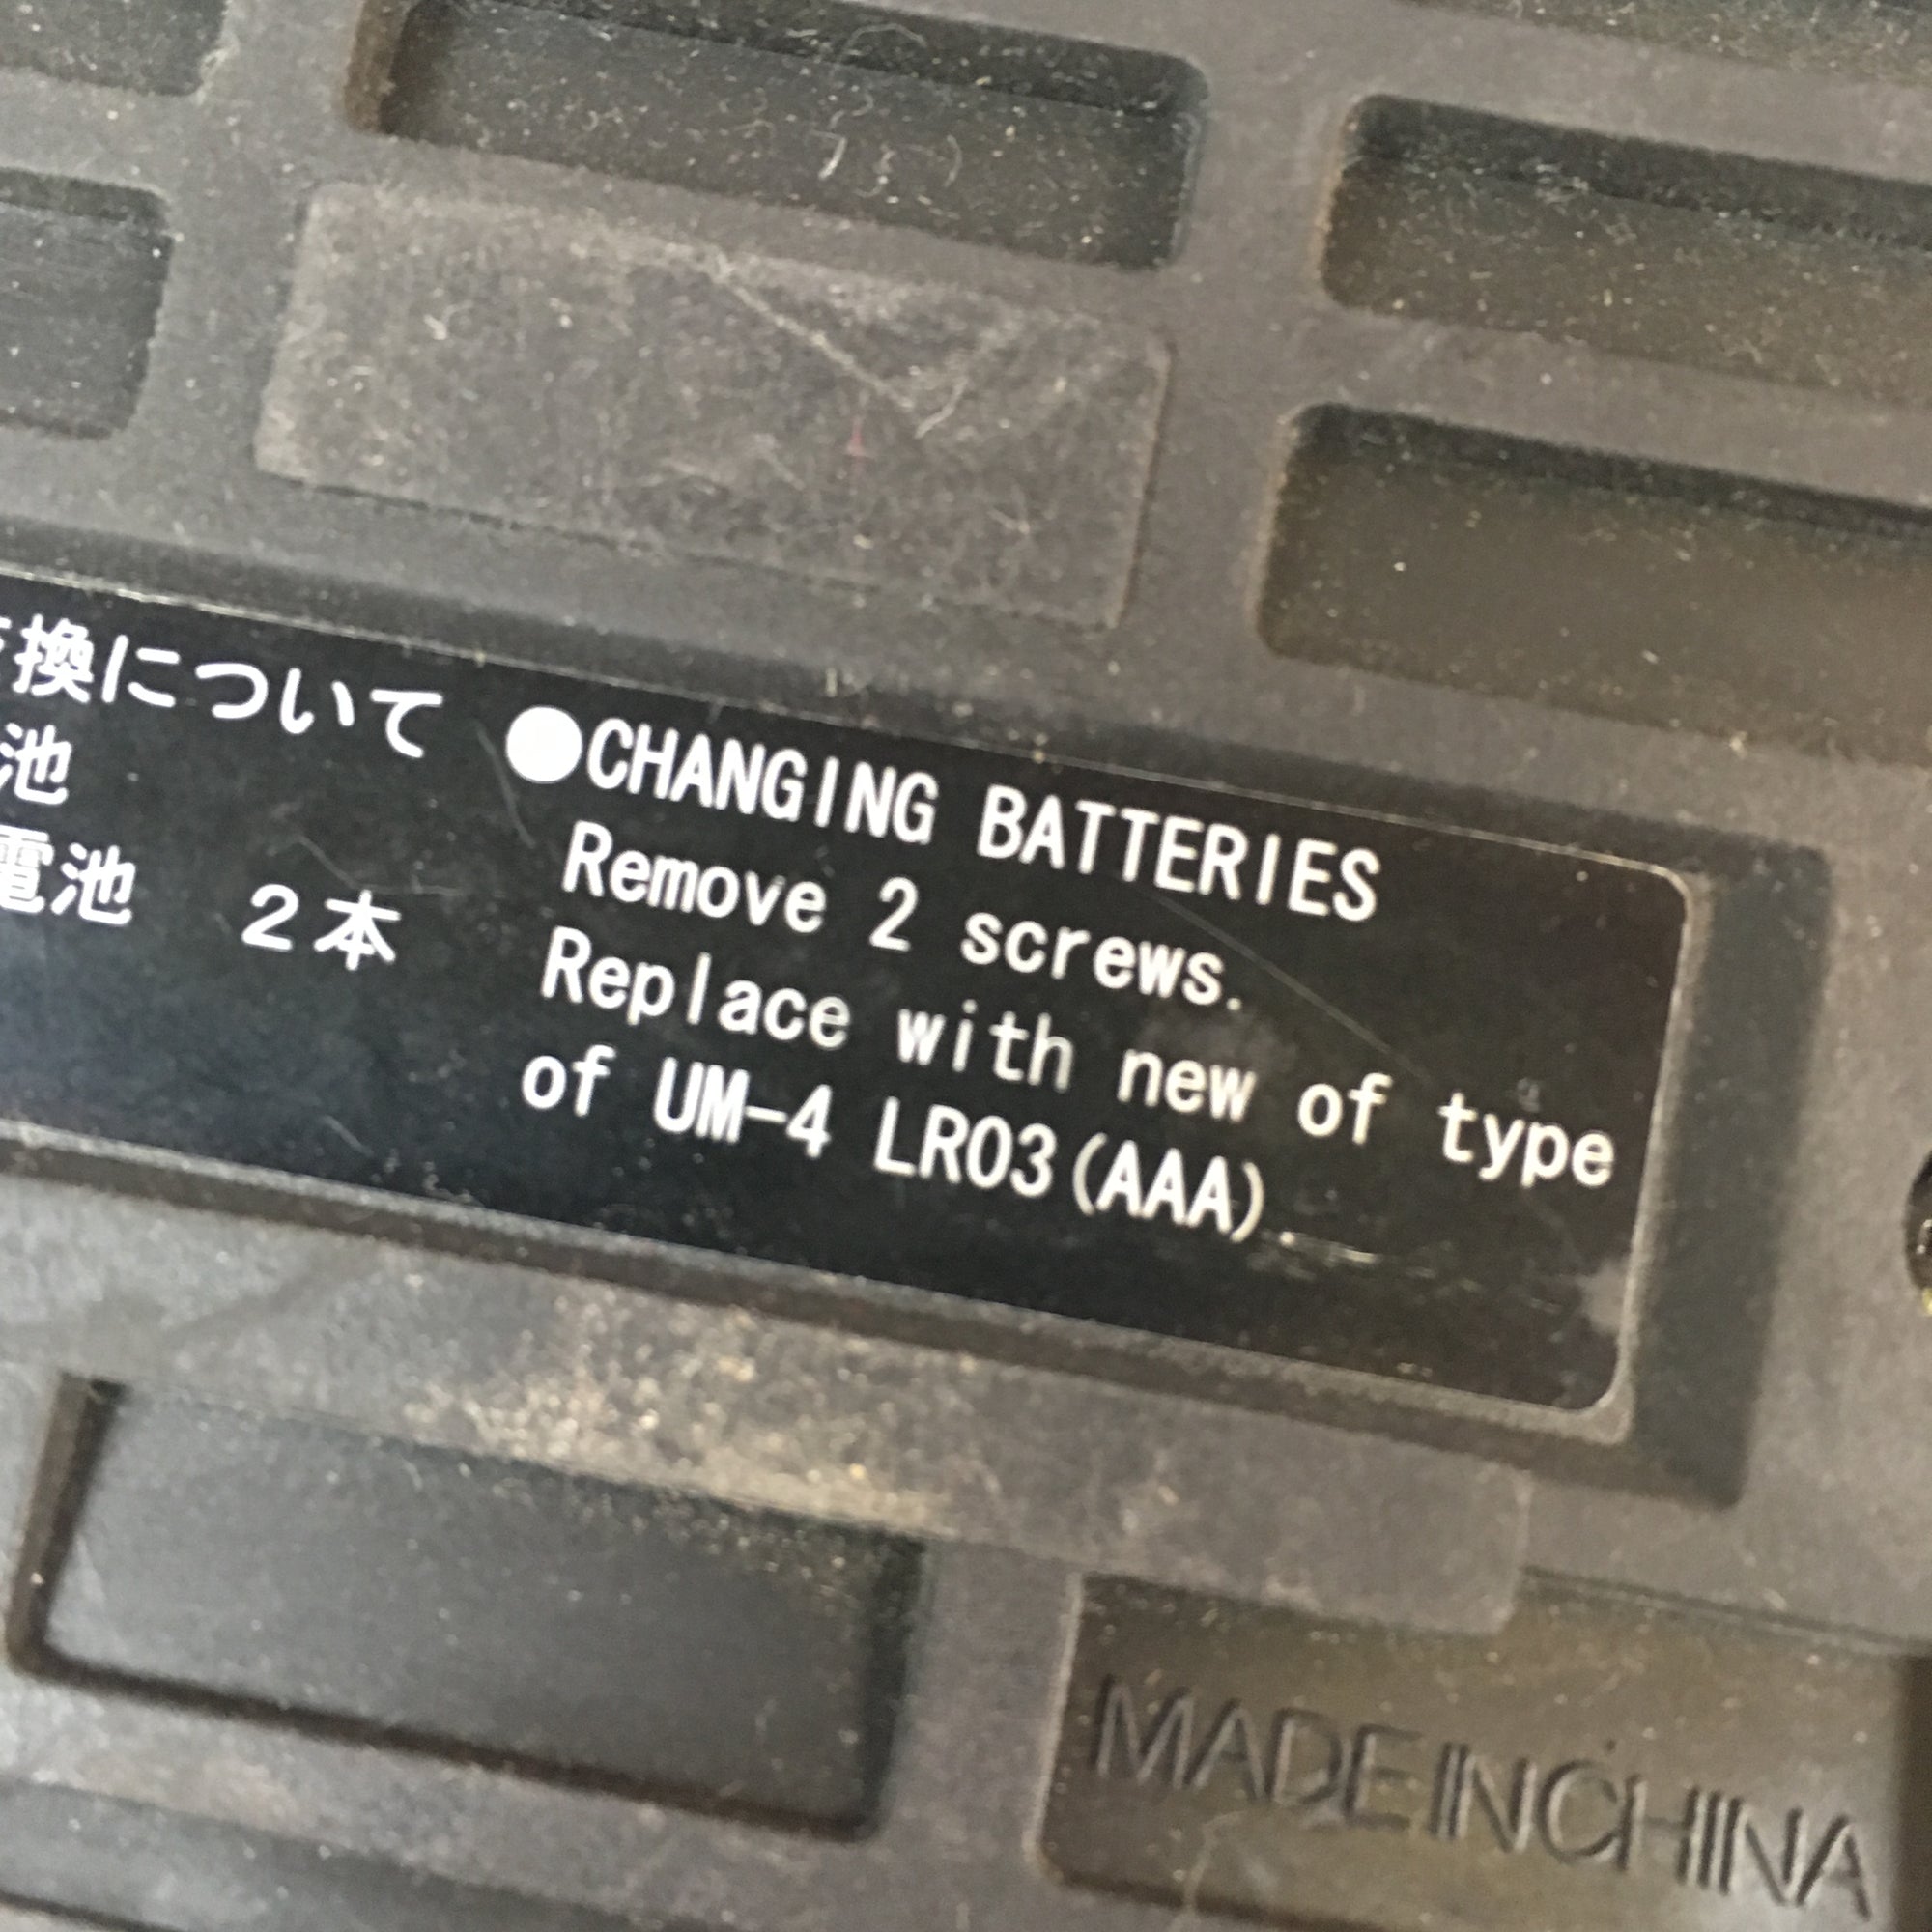 換について
池
電池 2本
●CHANGING BATTERIES
Remove 2 screws.
Replace with new of type
of UM-4 LR03(AAA)
MADE IN CHINA